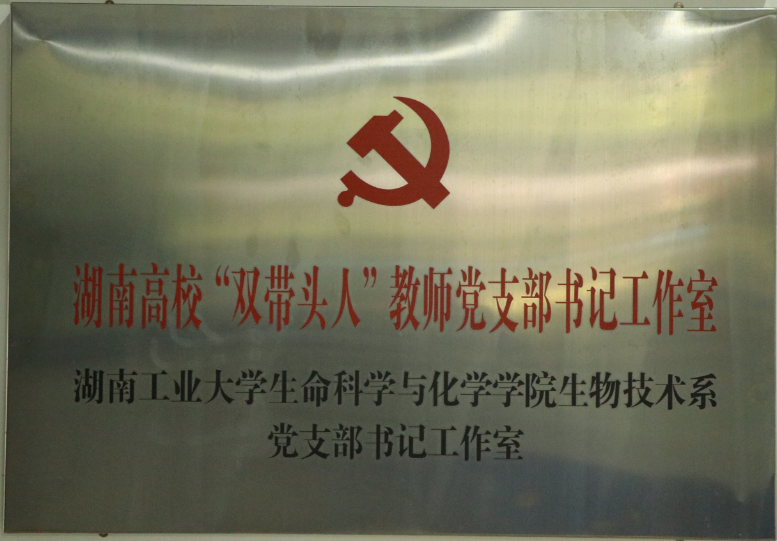 湖南高校“双带头人”教师党支部书记工作室
湖南工业大学生命科学与化学学院生物技术系
党支部书记工作室